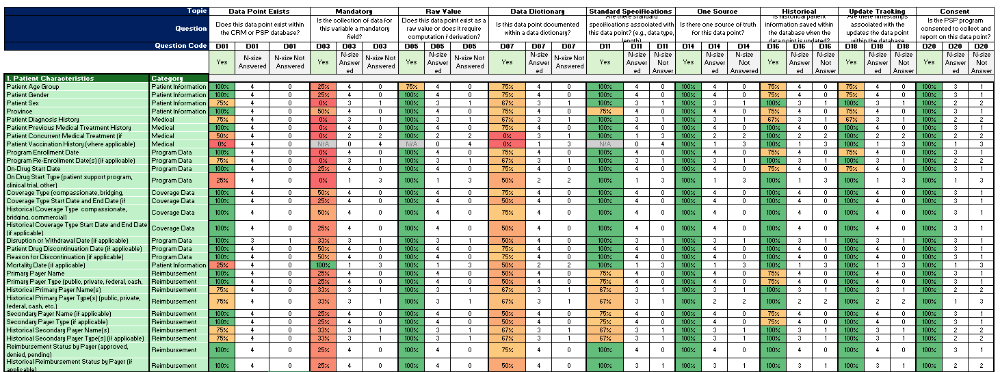 Topic Data Point Exists Mandatory Raw Value Data Dictionary Standard Specifications One Source Historical Update Tracking Consent
Question Does this data point exist within the CRM or PSP database? Is the collection of data for this variable a mandatory field? Does this data point exist as a raw value or does it require computation / derivation? Is this data point documented within a data dictionary? Are there standard specifications associated with this data point? (e.g., data type, length) Is there one source of truth for this data point? Is historical patient information saved within the database when the data point is updated? Are there timestamps associated with the updates the data point within the database Is the PSP program consented to collect and report on this data point?
Question Code D01 D01 D01 D03 D03 D03 D05 D05 D05 D07 D07 D07 D11 D11 D11 D14 D14 D14 D16 D16 D16 D18 D18 D18 D20 D20 D20
Yes N-size Answered N-size Not Answered Yes N-size Answered N-size Not Answered Yes N-size Answered N-size Not Answered Yes N-size Answered N-size Not Answered Yes N-size Answered N-size Not Answered Yes N-size Answered N-size Not Answered Yes N-size Answered N-size Not Answered Yes N-size Answered N-size Not Answered Yes N-size Answered N-size Not Answer
1. Patient Characteristics Category
Patient Age Group Patient Information 100% 4 0 25% 4 0 75% 4 0 75% 4 0 100% 4 0 100% 4 0 75% 4 0 75% 4 0 100% 3 1
Patient Gender Patient Information 100% 4 0 25% 4 0 100% 4 0 75% 4 0 100% 4 0 100% 4 0 75% 4 0 75% 4 0 100% 3 1
Patient Sex Patient Information 75% 4 0 0% 3 1 100% 3 1 67% 3 1 100% 3 1 100% 3 1 100% 3 1 100% 3 1 100% 2 2
Province Patient Information 100% 4 0 50% 4 0 100% 4 0 75% 4 0 75% 4 0 100% 4 0 75% 4 0 75% 4 0 100% 3 1
Patient Diagnosis History Medical 75% 4 0 0% 3 1 100% 3 1 67% 3 1 100% 3 1 100% 3 1 67% 3 1 67% 3 1 100% 2 2
Patient Previous Medical Treatment History Medical 100% 4 0 0% 4 0 100% 4 0 75% 4 0 100% 4 0 100% 4 0 100% 4 0 100% 4 0 100% 3 1
Patient Concurrent Medical Treatment (if Medical 50% 4 0 0% 2 2 100% 2 2
Patient Vaccination History (where applicable) Medical 0% 4 0 N/A 0 4 N/A 0 4 0% 1 3 N/A 0 4 100% 1 3 100% 1 3 100% 1 3 100% 1 3
Program Enrollment Date Program Data 100% 4 0 0% 4 0 100% 4 0 75% 4 0 100% 4 0 100% 4 0 75% 4 0 75% 4 0 100% 3 1
Program Re-Enrollment Date(s) (if applicable) Program Data 75% 4 0 0% 3 1 100% 3 1 67% 3 1 100% 3 1 100% 3 1 100% 3 1 100% 3 1 100% 2 2
On-Drug Start Date Program Data 100% 4 0 25% 4 0 100% 4 0 75% 4 0 100% 4 0 100% 4 0 75% 4 0 75% 4 0 100% 3 1
On Drug Start Type (patient support program, clinical trial, other) Program Data 25% 4 0 0% 1 3 100% 1 3 50% 2 2 100% 1 3 100% 1 3 100% 1 3 100% 1 3 100% 1 3
Coverage Type (compassionate, bridging, Coverage Data 100% 4 0 50% 4 0 100% 4 0 75% 4 0 100% 4 0 100% 4 0 100% 4 0 100% 4 0 100% 3 1
Coverage Type Start Date and End Date (if Coverage Data 100% 4 0 25% 4 0 100% 4 0 50% 4 0 100% 4 0 100% 4 0 100% 4 0 100% 4 0 100% 3 1
Historical Coverage Type compassionate, bridging, commercial) Coverage Data 100% 4 0 50% 4 0 100% 4 0 75% 4 0 100% 4 0 100% 4 0 100% 4 0 100% 4 0 100% 3 1
Historical Coverage Type Start Date and End Date (if applicable) Coverage Data 100% 4 0 25% 4 0 100% 4 0 50% 4 0 100% 4 0 100% 4 0 100% 4 0 100% 4 0 100% 3 1
Disruption or Withdrawal Date (if applicable) Program Data 100% 3 1 33% 3 1 100% 3 1 50% 4 0 100% 3 1 100% 3 1 100% 3 1 100% 3 1 100% 2 2
Patient Drug Discontinuation Date (if applicable) Program Data 100% 4 0 50% 4 0 100% 4 0 75% 4 0 100% 4 0 100% 4 0 100% 4 0 100% 4 0 100% 3 1
Reason for Discontinuation (if applicable) Program Data 100% 4 0 50% 4 0 100% 4 0 75% 4 0 100% 4 0 100% 4 0 100% 4 0 100% 4 0 100% 3 1
Mortality Date (if applicable) Patient Information 25% 4 0 100% 1 3 100% 1 3 50% 2 2 100% 1 3 100% 1 3 100% 1 3 100% 1 3 100% 1 3
Primary Payer Name Reimbursement 100% 4 0 25% 4 0 100% 4 0 75% 4 0 75% 4 0 100% 4 0 75% 4 0 100% 4 0 100% 3 1
Primary Payer Type (public, private, federal, cash, Reimbursement 100% 4 0 25% 4 0 100% 4 0 75% 4 0 75% 4 0 100% 4 0 75% 4 0 100% 4 0 100% 3 1
Historical Primary Payer Name(s) Reimbursement 75% 4 0 33% 3 1 100% 3 1 67% 3 1 67% 3 1 100% 3 1 100% 3 1 100% 3 1 100% 2 2
Historical Primary Payer Type(s) (public, private, federal, cash, etc.) Reimbursement 75% 4 0 33% 3 1 100% 3 1 67% 3 1 67% 3 1 100% 2 2 100% 2 2 100% 2 2 100% 1 3
Secondary Payer Name (if applicable) Reimbursement 100% 4 0 25% 4 0 100% 4 0 50% 4 0 75% 4 0 100% 4 0 75% 4 0 100% 4 0 100% 3 1
Secondary Payer Type (if applicable) Reimbursement 100% 4 0 25% 4 0 100% 4 0 50% 4 0 75% 4 0 100% 4 0 75% 4 0 100% 4 0 100% 3 1
Historical Secondary Payer Name(s) Reimbursement 75% 4 0 33% 3 1 100% 3 1 67% 3 1 67% 3 1 100% 3 1 100% 3 1 100% 3 1 100% 2 2
Historical Secondary Payer Type(s) (if applicable) Reimbursement 75% 4 0 33% 3 1 100% 3 1 67% 3 1 67% 3 1 100% 3 1 100% 3 1 100% 3 1 100% 2 2
Reimbursement Status by Payer (approved, denied, pending) Reimbursement 100% 4 0 25% 4 0 100% 4 0 75% 4 0 100% 4 0 100% 4 0 100% 4 0 100% 4 0 100% 3 1
Historical Reimbursement Status by Payer (if applicable) Reimbursement 100% 4 0 25% 4 0 100% 4 0 50% 4 0 100% 3 1 100% 4 0 100% 3 1 100% 3 1 100% 2 2